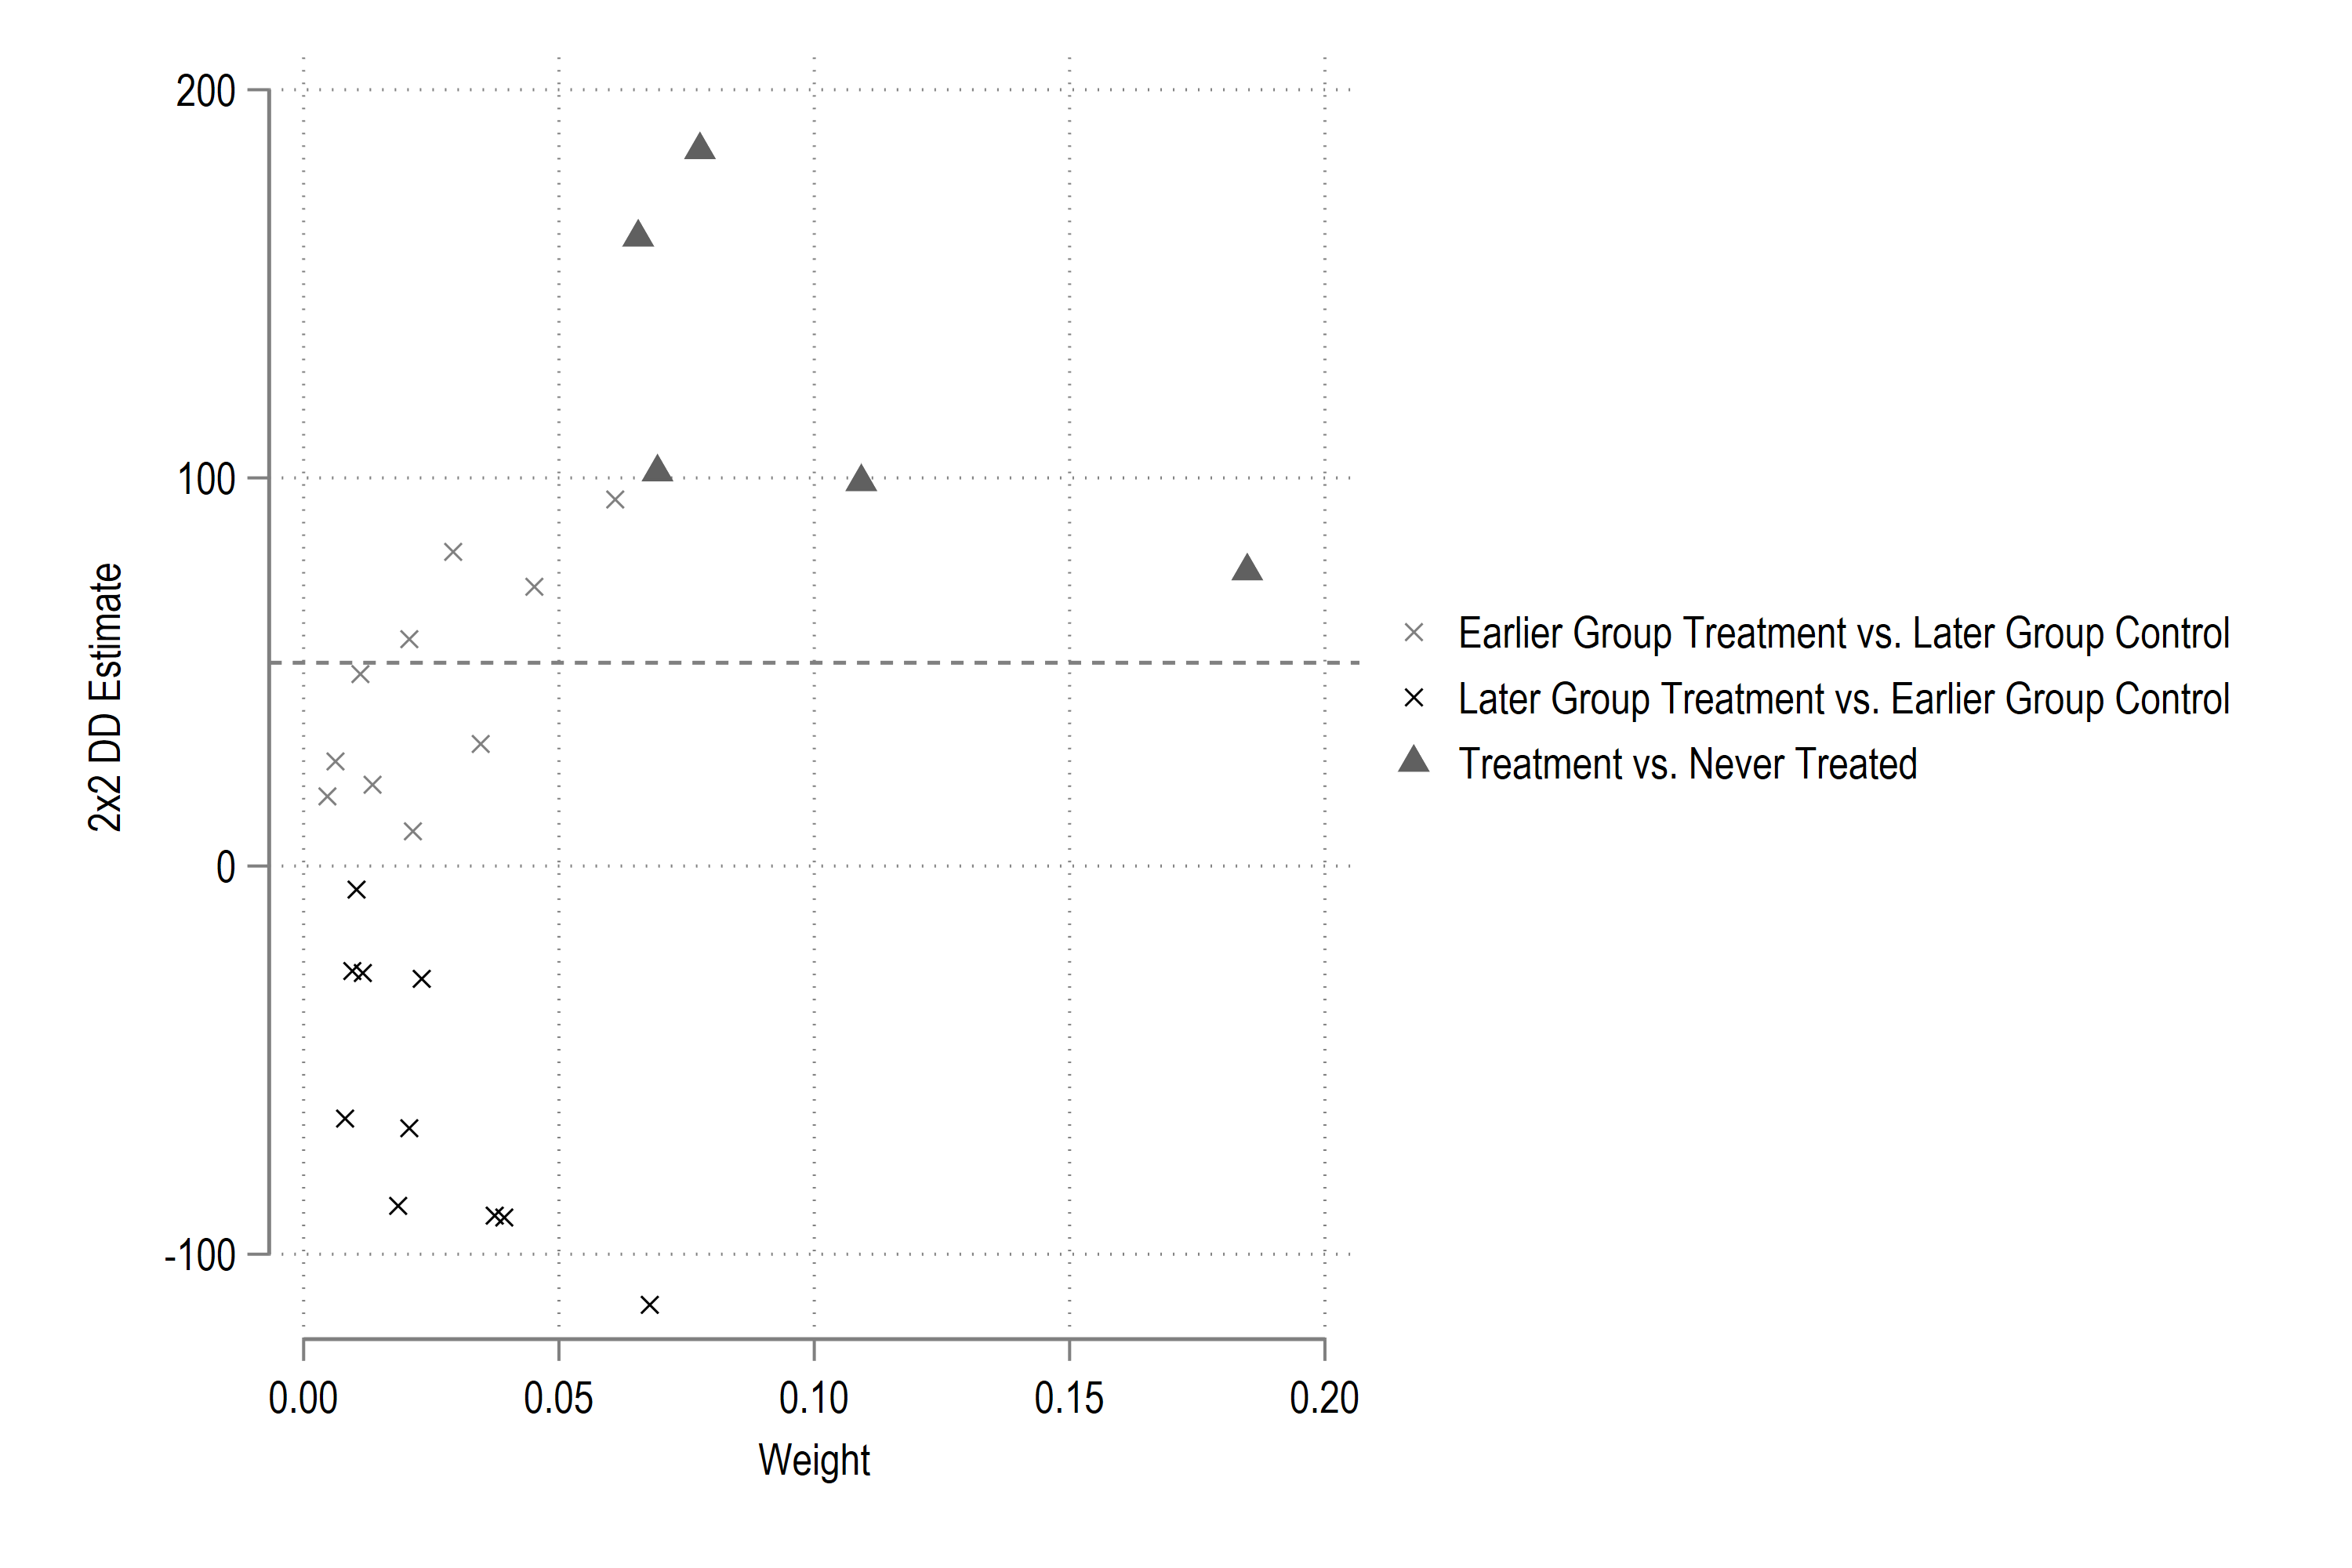 200
100
0
-100
2x2 DD Estimate
0.00 0.05 0.10 0.15 0.20
Weight
Earlier Group Treatment vs. Later Group Control
Later Group Treatment vs. Earlier Group Control
Treatment vs. Never Treated